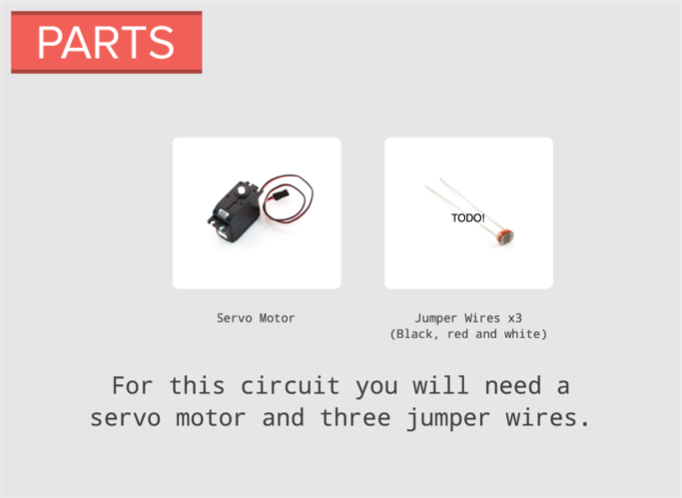 PARTS
TODO!
Servo Motor
Jumper Wires x3
(Black, red and white)
For this circuit you will need a
servo motor and three jumper wires.